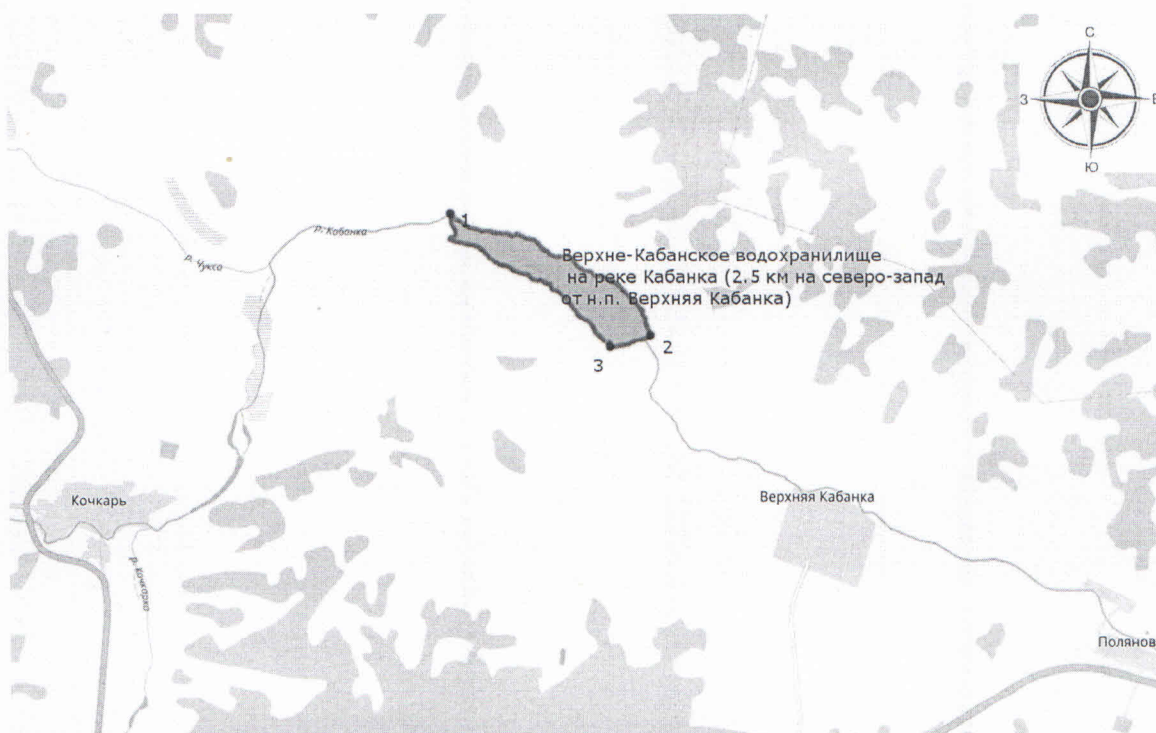 С
З
В
Ю
1
р. Кабанка
р. Чукса
Верхне-Кабанское водохранилище
на реке Кабанка (2,5 км на северо-запад
от н.п. Верхняя Кабанка)
2
3
Кочкарь
Верхняя Кабанка
р. Кочкарка
Полянов